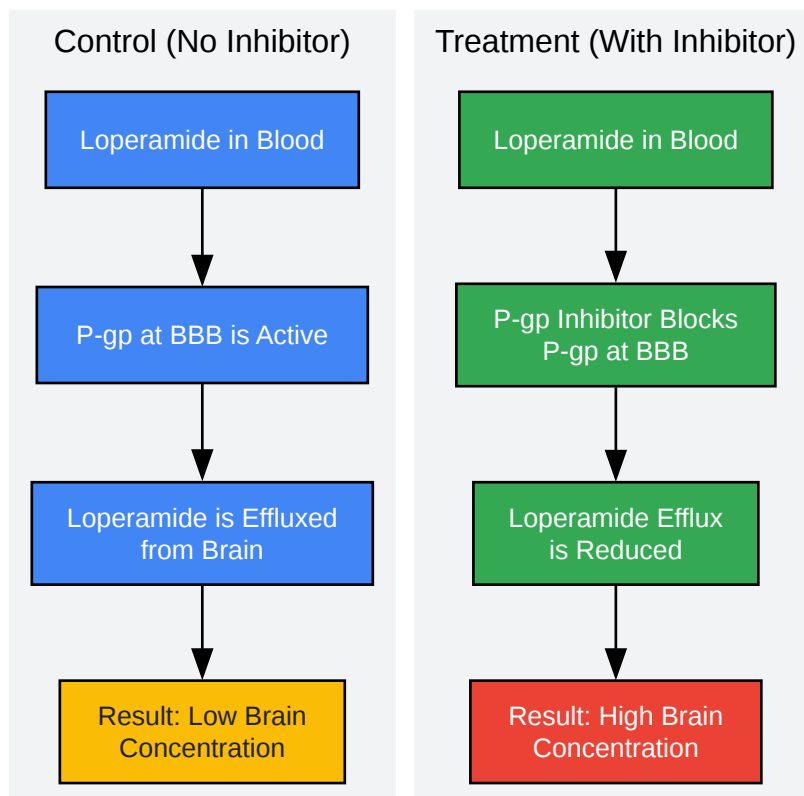 Control (No Inhibitor)
Loperamide in Blood
P-gp at BBB is Active
Loperamide is Effluxed
from Brain
Result: Low Brain
Concentration
Treatment (With Inhibitor)
Loperamide in Blood
P-gp Inhibitor Blocks
P-gp at BBB
Loperamide Efflux
is Reduced
Result: High Brain
Concentration